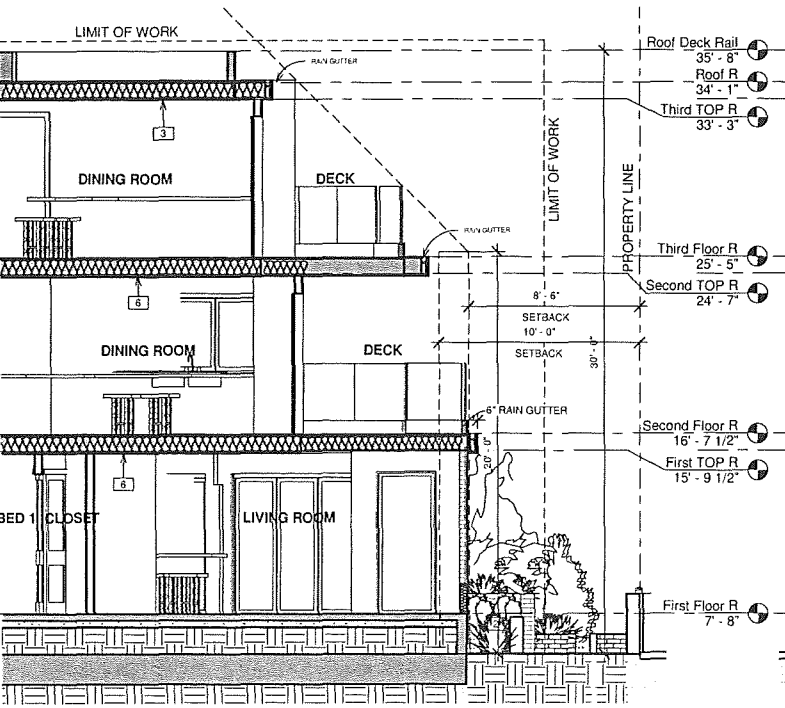 LIMIT OF WORK
RAIN GUTTER
Roof Deck Rail
35' - 8"
Roof R
34' - 1"
Third TOP R
33' - 3"
3
DINING ROOM
DECK
LIMIT OF WORK
PROPERTY LINE
RAIN GUTTER
Third Floor R
25' - 5"
Second TOP R
24' - 7"
6
8' - 6"
SETBACK
10' - 0"
SETBACK
30' - 0"
DINING ROOM
DECK
6" RAIN GUTTER
20' - 0"
Second Floor R
16' - 7 1/2"
First TOP R
15' - 9 1/2"
6
BED 1 CLOSET
LIVING ROOM
First Floor R
7' - 8"